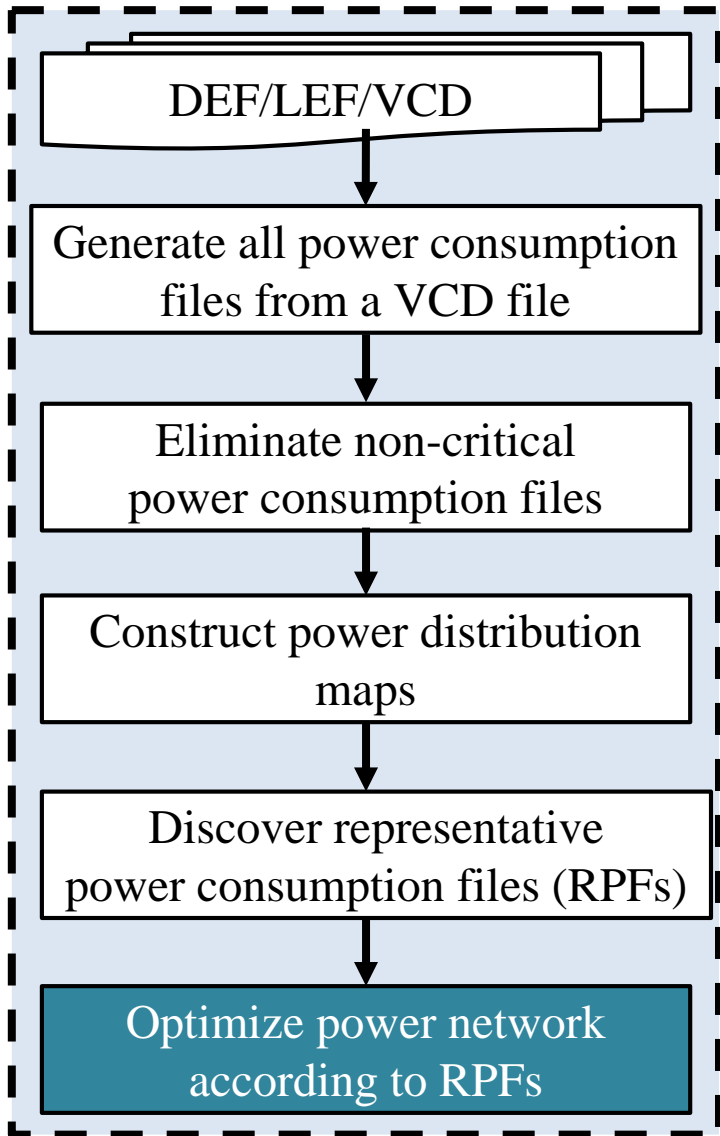 DEF/LEF/VCD
Generate all power consumption
files from a VCD file
Eliminate non-critical
power consumption files
Construct power distribution
maps
Discover representative
power consumption files (RPFs)
Optimize power network
according to RPFs